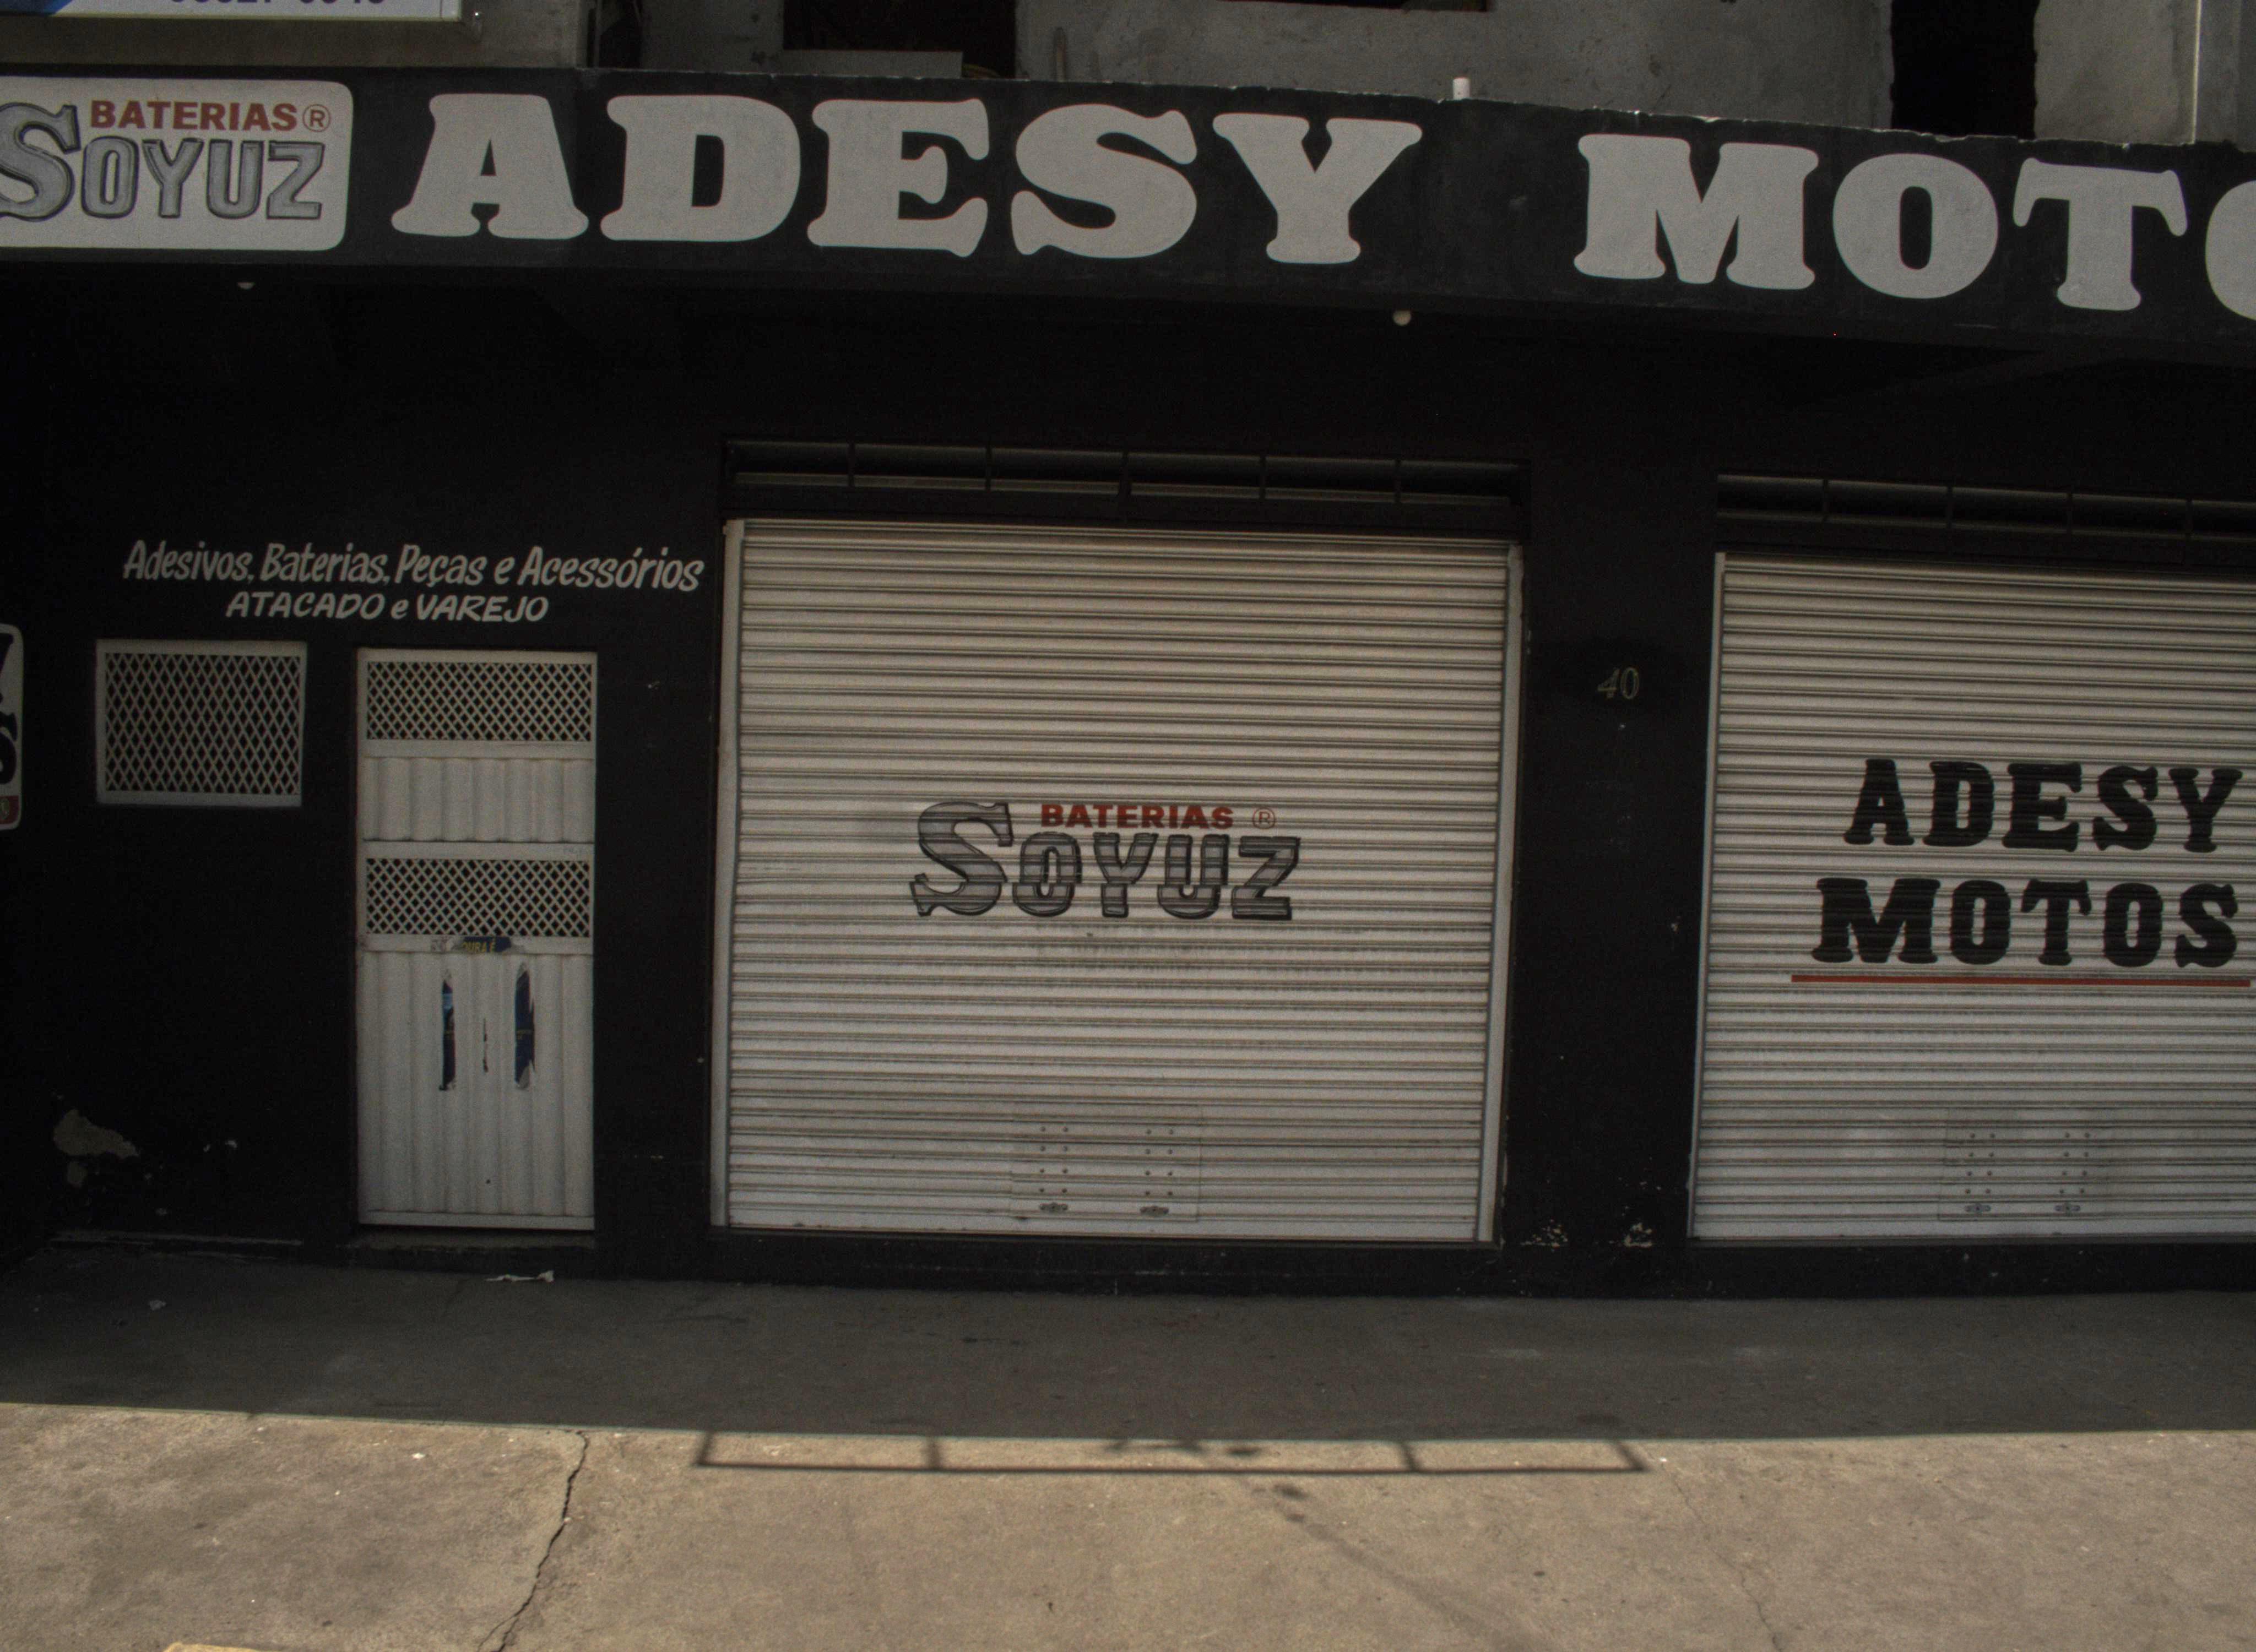 BATERIAS®
SOYUZ
ADESY MOTO
Adesivos, Baterias, Peças e Acessórios
ATACADO e VAREJO
40
BATERIAS ®
SOYUZ
ADESY
MOTOS